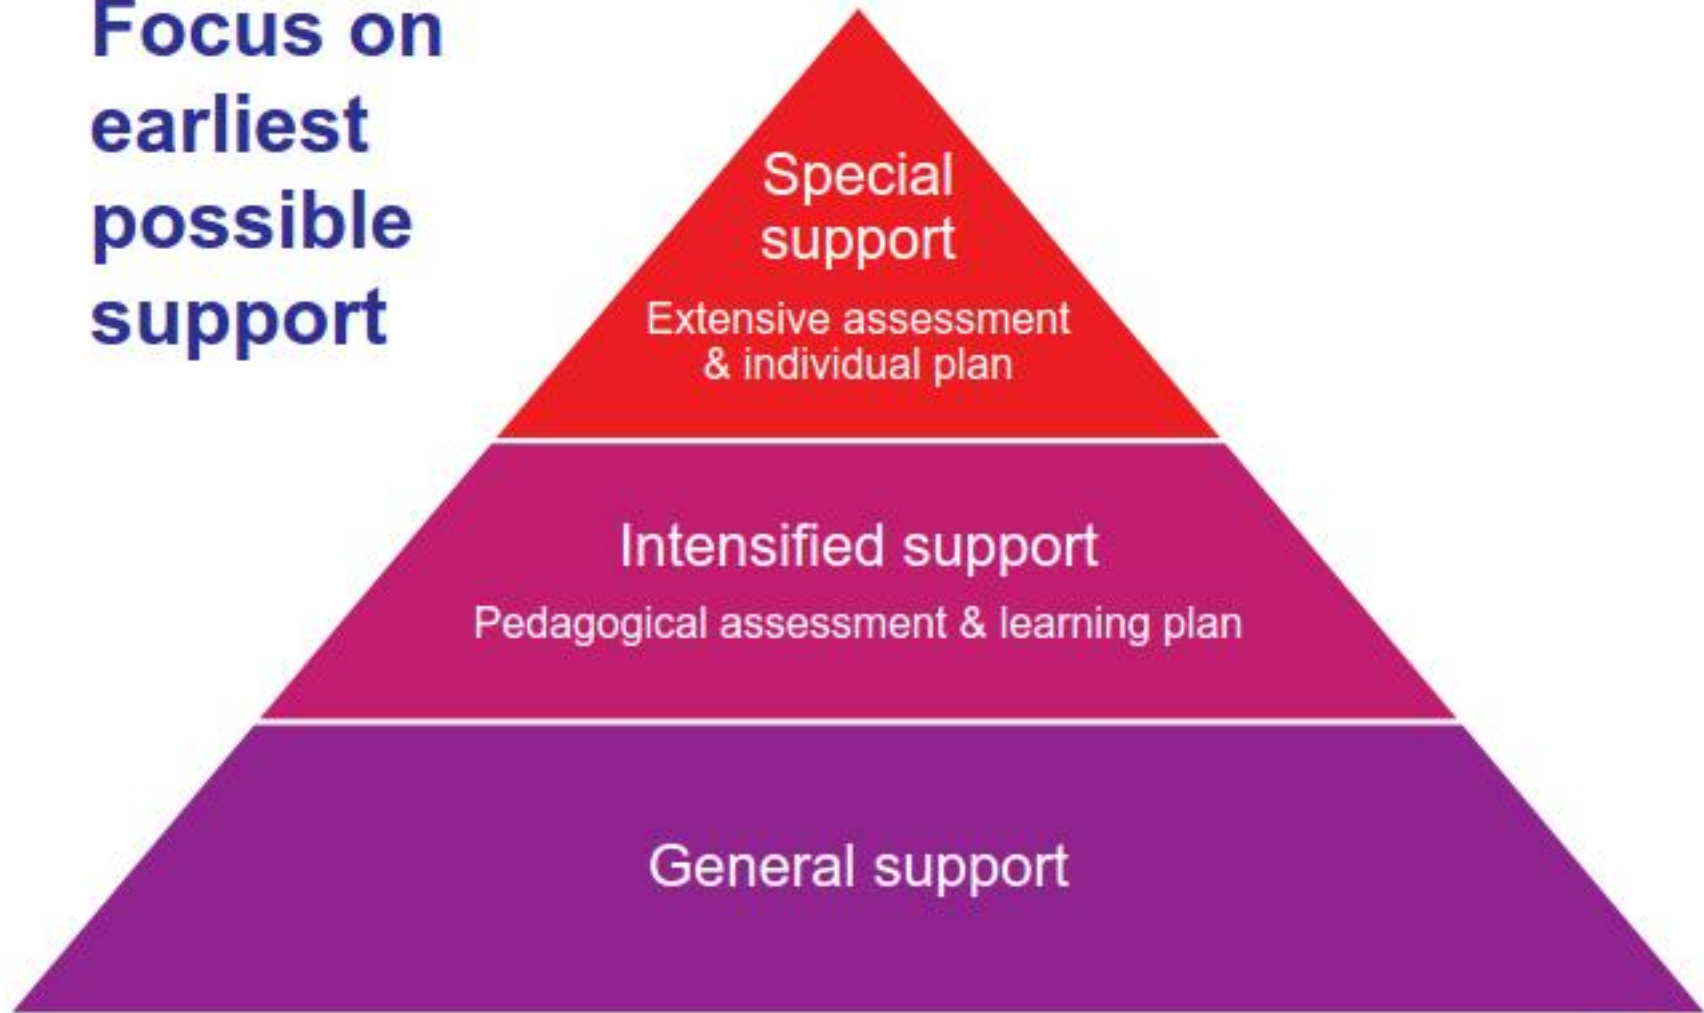 Focus on
earliest
possible
support
Special
support
Extensive assessment
& individual plan
Intensified support
Pedagogical assessment & learning plan
General support